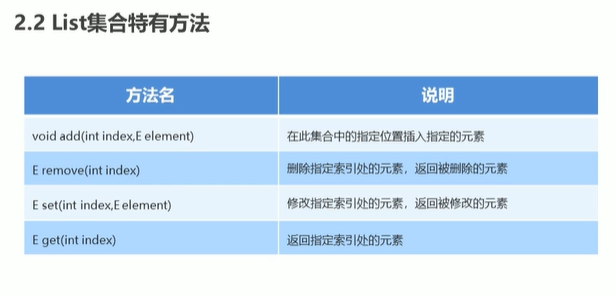 2.2 List集合特有方法
方法名 说明
void add(int index,E element) 在此集合中的指定位置插入指定的元素
E remove(int index) 删除指定索引处的元素，返回被删除的元素
E set(int index,E element) 修改指定索引处的元素，返回被修改的元素
E get(int index) 返回指定索引处的元素